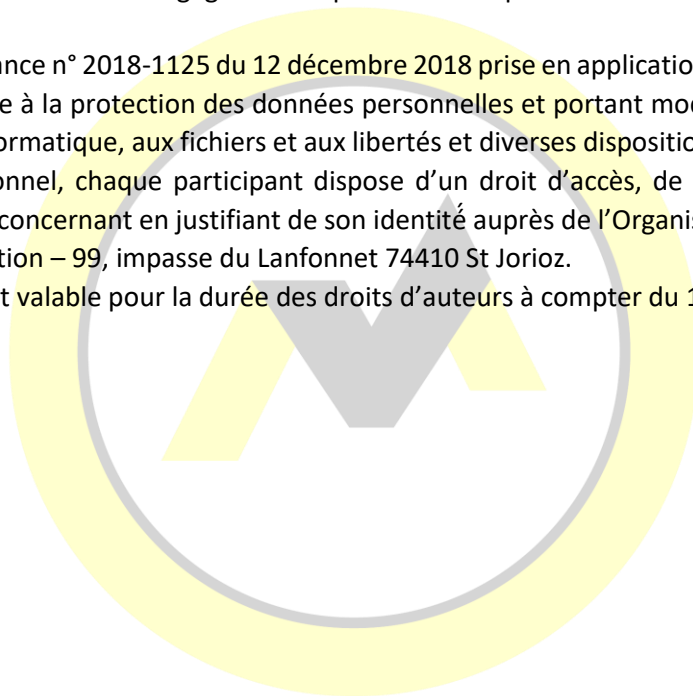 ance n° 2018-1125 du 12 décembre 2018 prise en applicatio
e à la protection des données personnelles et portant mo
ormatique, aux fichiers et aux libertés et diverses dispositio
onnel, chaque participant dispose d’un droit d’accès, de
concernant en justifiant de son identité́ auprès de l’Organis
tion – 99, impasse du Lanfonnet 74410 St Jorioz.
t valable pour la durée des droits d’auteurs à compter du 1